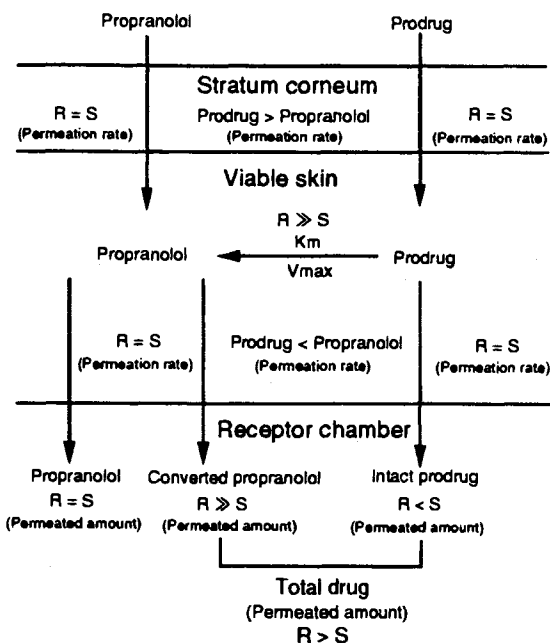 Propranolol
Prodrug
Stratum corneum
R = S
(Permeation rate)
Prodrug > Propranolol
(Permeation rate)
R = S
(Permeation rate)
Viable skin
R ≫ S
Km
Propranolol
Prodrug
Vmax
R = S
(Permeation rate)
Prodrug < Propranolol
(Permeation rate)
R = S
(Permeation rate)
Receptor chamber
Propranolol
R = S
(Permeated amount)
Converted propranolol
R ≫ S
(Permeated amount)
Intact prodrug
R < S
(Permeated amount)
Total drug
(Permeated amount)
R > S